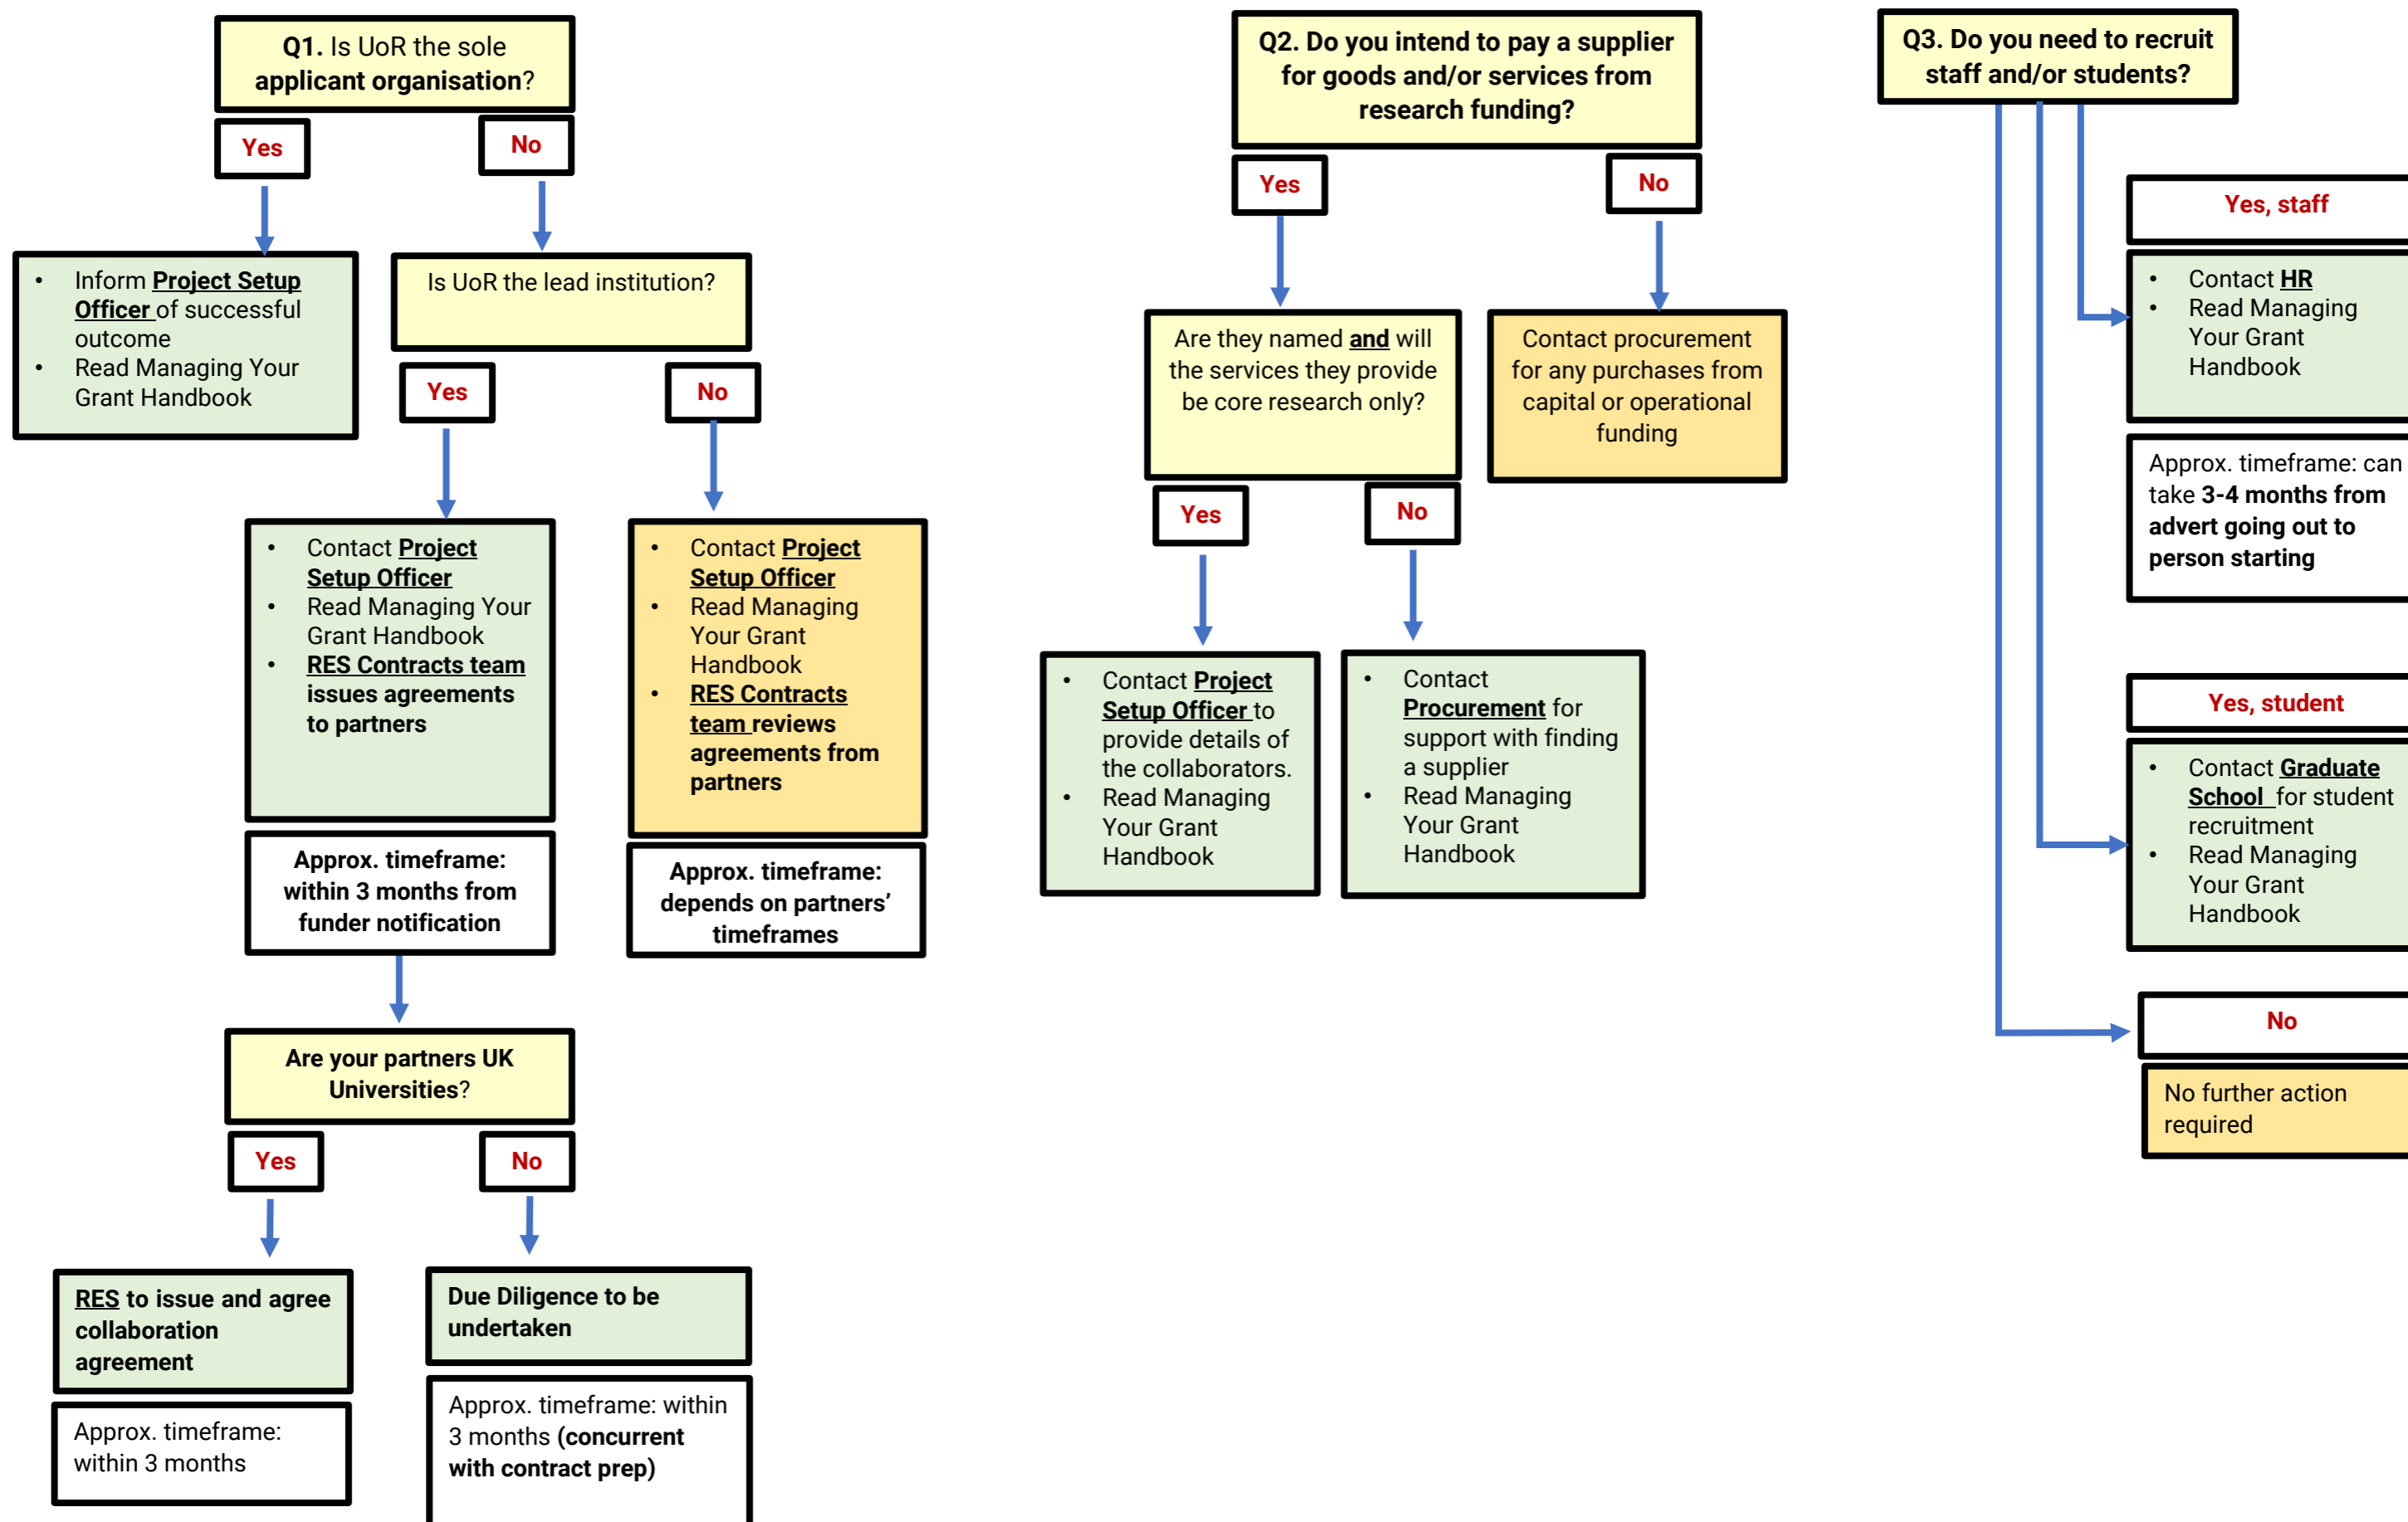 Q1. Is UoR the sole
applicant organisation?
Yes
No
• Inform Project Setup
Officer of successful
outcome
• Read Managing Your
Grant Handbook
Is UoR the lead institution?
Yes
No
• Contact Project
Setup Officer
• Read Managing Your
Grant Handbook
• RES Contracts team
issues agreements
to partners
Approx. timeframe:
within 3 months from
funder notification
• Contact Project
Setup Officer
• Read Managing
Your Grant
Handbook
• RES Contracts
team reviews
agreements from
partners
Approx. timeframe:
depends on partners’
timeframes
Are your partners UK
Universities?
Yes
No
RES to issue and agree
collaboration
agreement
Approx. timeframe:
within 3 months
Due Diligence to be
undertaken
Approx. timeframe: within
3 months (concurrent
with contract prep)
Q2. Do you intend to pay a supplier
for goods and/or services from
research funding?
Yes
No
Are they named and will
the services they provide
be core research only?
Contact procurement
for any purchases from
capital or operational
funding
Yes
No
• Contact Project
Setup Officer to
provide details of
the collaborators.
• Read Managing
Your Grant
Handbook
• Contact
Procurement for
support with finding
a supplier
• Read Managing
Your Grant
Handbook
Q3. Do you need to recruit
staff and/or students?
Yes, staff
• Contact HR
• Read Managing
Your Grant
Handbook
Approx. timeframe: can
take 3-4 months from
advert going out to
person starting
Yes, student
• Contact Graduate
School for student
recruitment
• Read Managing
Your Grant
Handbook
No
No further action
required